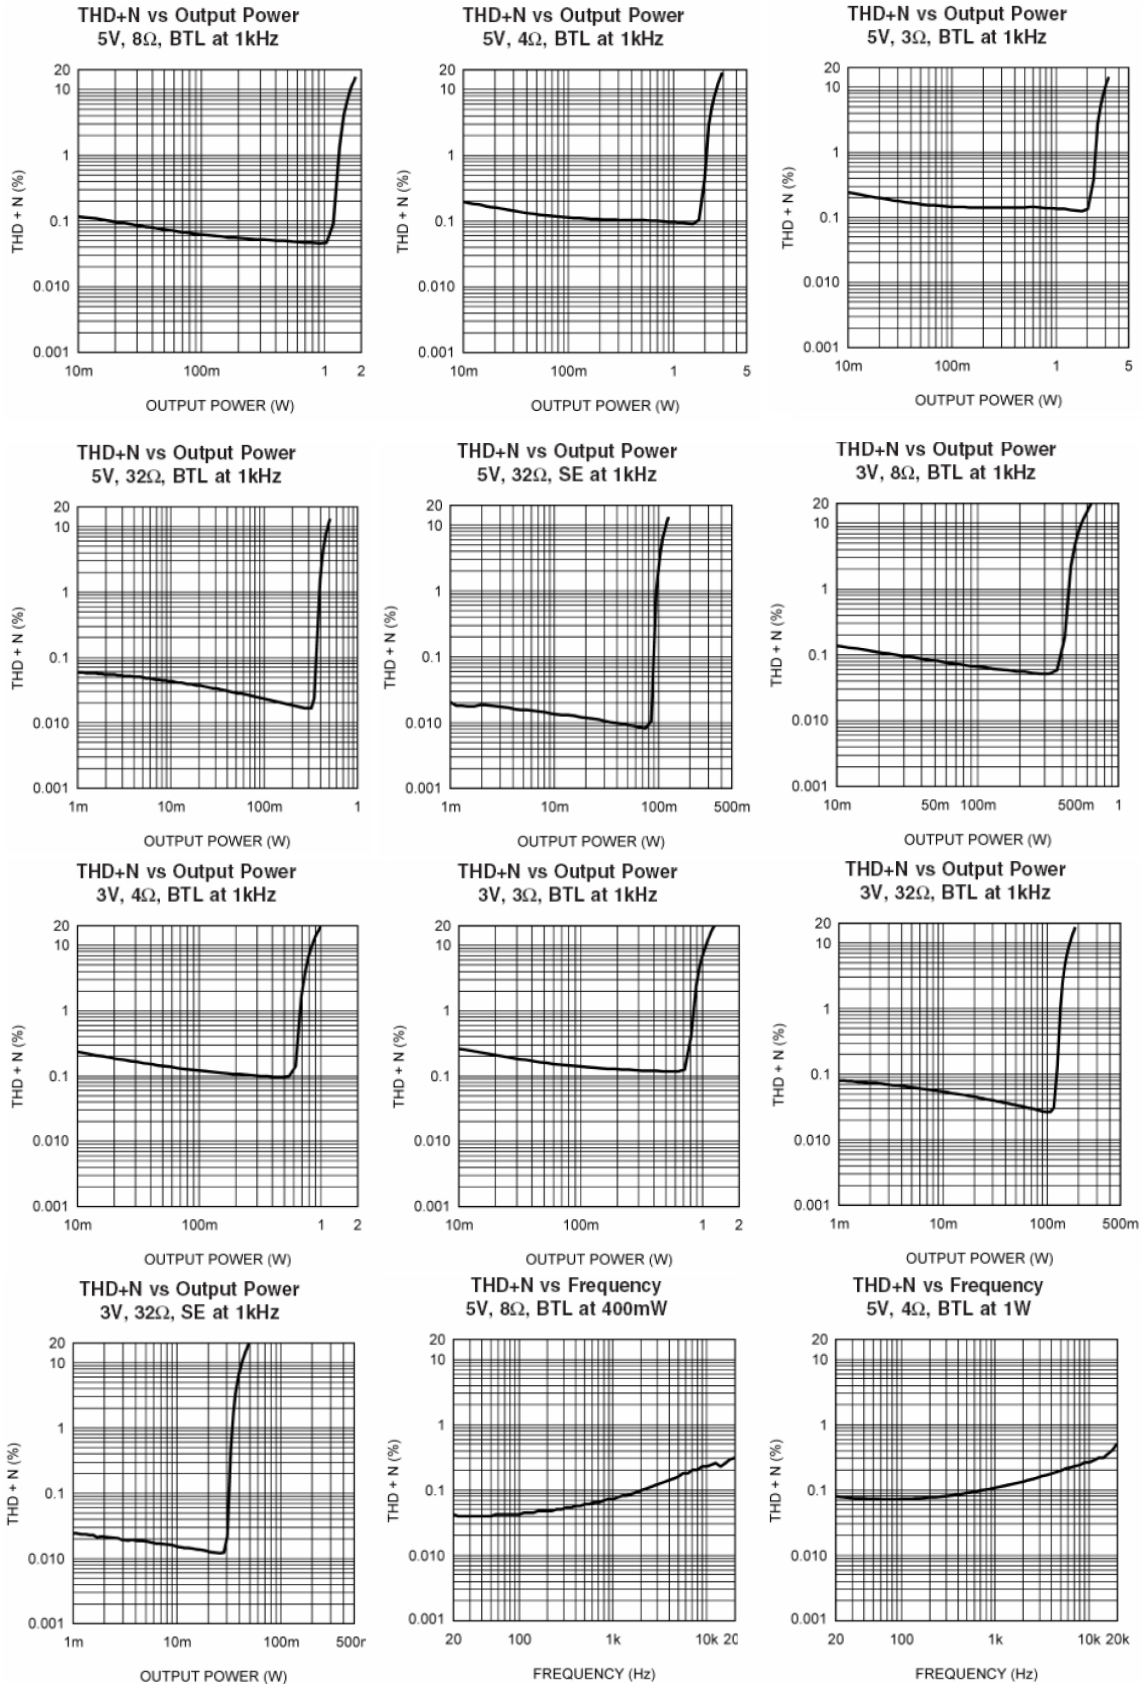 THD+N vs Output Power
5V, 8Ω, BTL at 1kHz
20
10
1
0.1
0.010
0.001
THD + N (%)
10m 100m 1 2
OUTPUT POWER (W)
THD+N vs Output Power
5V, 4Ω, BTL at 1kHz
20
10
1
0.1
0.010
0.001
THD + N (%)
10m 100m 1 5
OUTPUT POWER (W)
THD+N vs Output Power
5V, 3Ω, BTL at 1kHz
20
10
1
0.1
0.010
0.001
THD + N (%)
10m 100m 1 5
OUTPUT POWER (W)
THD+N vs Output Power
5V, 32Ω, BTL at 1kHz
20
10
1
0.1
0.010
0.001
THD + N (%)
1m 10m 100m 1
OUTPUT POWER (W)
THD+N vs Output Power
5V, 32Ω, SE at 1kHz
20
10
1
0.1
0.010
0.001
THD + N (%)
1m 10m 100m 500m
OUTPUT POWER (W)
THD+N vs Output Power
3V, 8Ω, BTL at 1kHz
20
10
1
0.1
0.010
0.001
THD + N (%)
10m 50m 100m 500m 1
OUTPUT POWER (W)
THD+N vs Output Power
3V, 4Ω, BTL at 1kHz
20
10
1
0.1
0.010
0.001
THD + N (%)
10m 100m 1 2
OUTPUT POWER (W)
THD+N vs Output Power
3V, 3Ω, BTL at 1kHz
20
10
1
0.1
0.010
0.001
THD + N (%)
10m 100m 1 2
OUTPUT POWER (W)
THD+N vs Output Power
3V, 32Ω, BTL at 1kHz
20
10
1
0.1
0.010
0.001
THD + N (%)
1m 10m 100m 500m
OUTPUT POWER (W)
THD+N vs Output Power
3V, 32Ω, SE at 1kHz
20
10
1
0.1
0.010
0.001
THD + N (%)
1m 10m 100m
OUTPUT POWER (W)
THD+N vs Frequency
5V, 8Ω, BTL at 400mW
20
10
1
0.1
0.010
0.001
THD + N (%)
20 100 1k 10k
FREQUENCY (Hz)
THD+N vs Frequency
5V, 4Ω, BTL at 1W
20
10
1
0.1
0.010
0.001
THD + N (%)
20 100 1k 10k 20k
FREQUENCY (Hz)